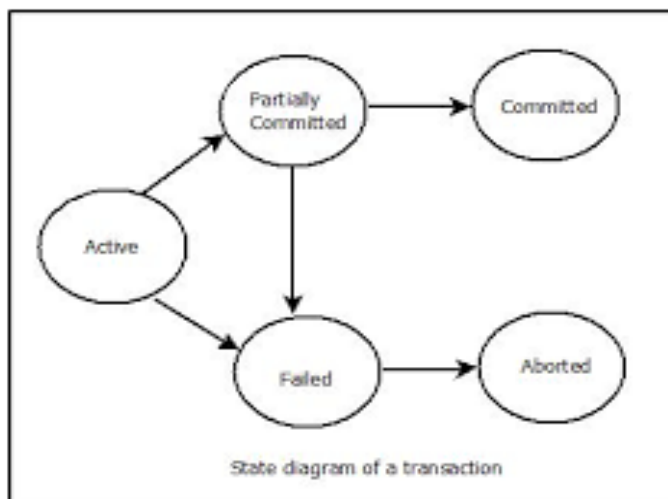 Partially
Committed
Committed
Active
Failed
Aborted
State diagram of a transaction